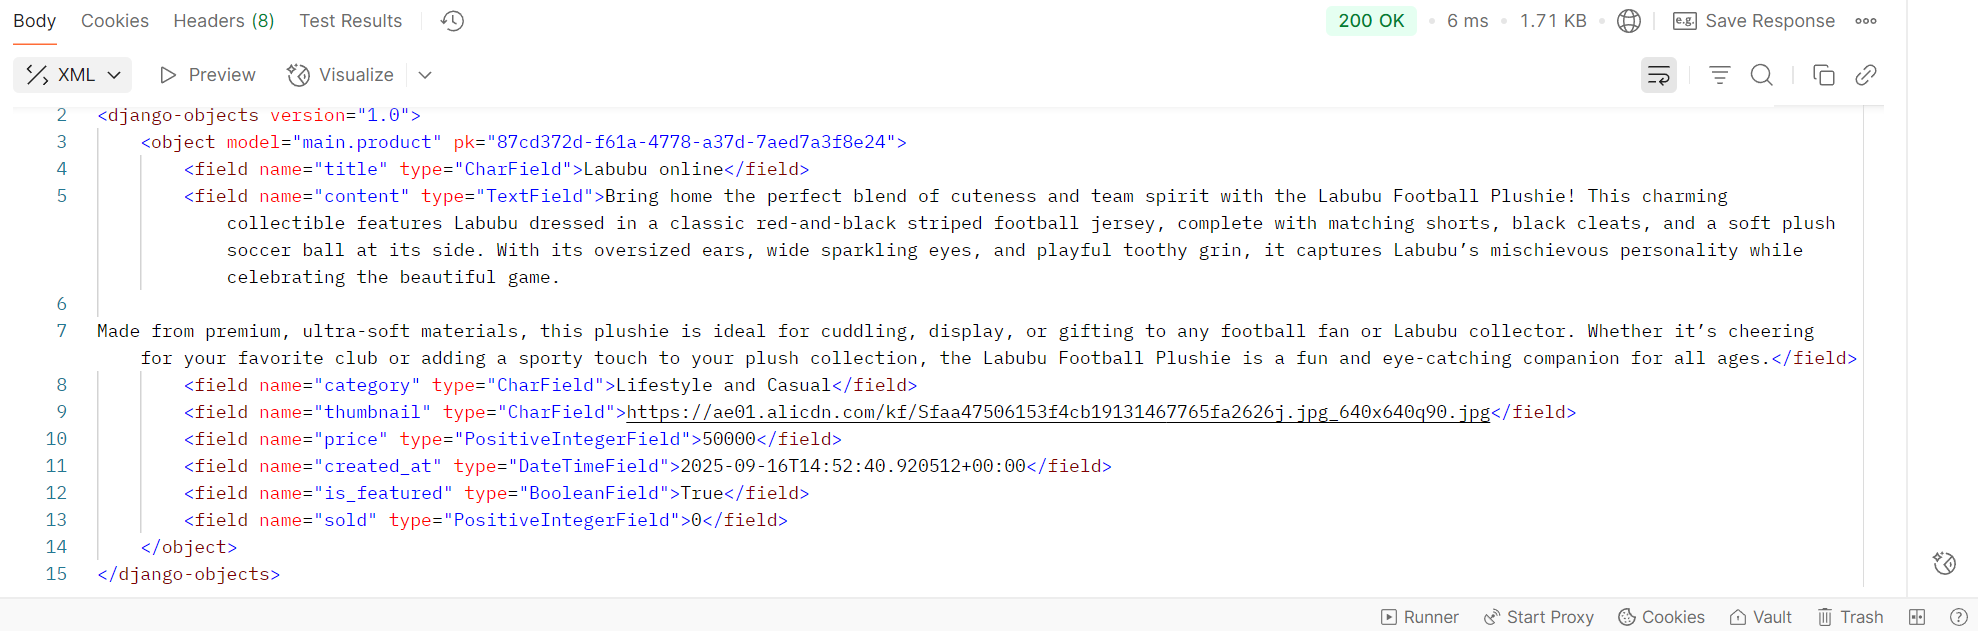 Body Cookies Headers (8) Test Results 200 OK • 6 ms • 1.71 KB • e.g. Save Response
XML Preview Visualize
2 <django-objects version="1.0">
3 <object model="main.product" pk="87cd372d-f61a-4778-a37d-7aed7a3f8e24">
4 <field name="title" type="CharField">Labubu online</field>
5 <field name="content" type="TextField">Bring home the perfect blend of cuteness and team spirit with the Labubu Football Plushie! This charming
collectible features Labubu dressed in a classic red-and-black striped football jersey, complete with matching shorts, black cleats, and a soft plush
soccer ball at its side. With its oversized ears, wide sparkling eyes, and playful toothy grin, it captures Labubu’s mischievous personality while
celebrating the beautiful game.
6
7 Made from premium, ultra-soft materials, this plushie is ideal for cuddling, display, or gifting to any football fan or Labubu collector. Whether it’s cheering
for your favorite club or adding a sporty touch to your plush collection, the Labubu Football Plushie is a fun and eye-catching companion for all ages.</field>
8 <field name="category" type="CharField">Lifestyle and Casual</field>
9 <field name="thumbnail" type="CharField">https://ae01.alicdn.com/kf/Sfaa47506153f4cb19131467765fa2626j.jpg_640x640q90.jpg</field>
10 <field name="price" type="PositiveIntegerField">50000</field>
11 <field name="created_at" type="DateTimeField">2025-09-16T14:52:40.920512+00:00</field>
12 <field name="is_featured" type="BooleanField">True</field>
13 <field name="sold" type="PositiveIntegerField">0</field>
14 </object>
15 </django-objects>
Runner Start Proxy Cookies Vault Trash